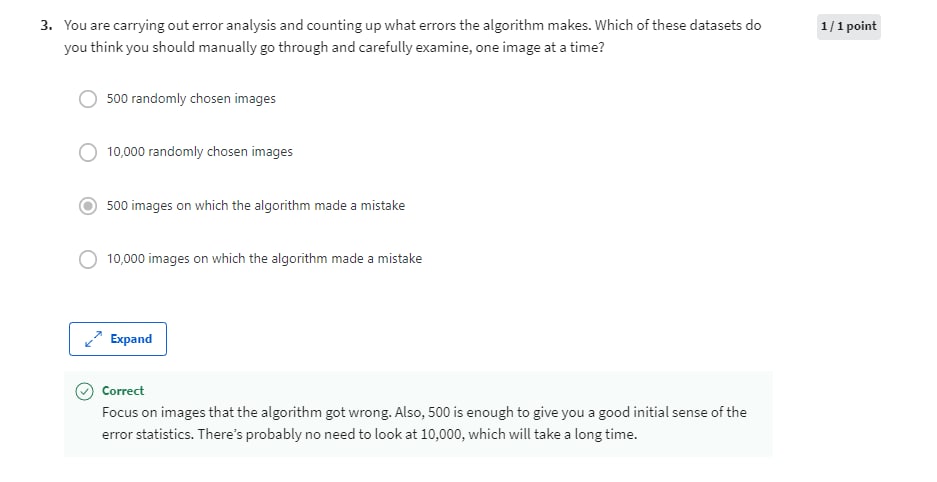 3. You are carrying out error analysis and counting up what errors the algorithm makes. Which of these datasets do
1 / 1 point
you think you should manually go through and carefully examine, one image at a time?
500 randomly chosen images
10,000 randomly chosen images
500 images on which the algorithm made a mistake
10,000 images on which the algorithm made a mistake
Expand
Correct
Focus on images that the algorithm got wrong. Also, 500 is enough to give you a good initial sense of the
error statistics. There’s probably no need to look at 10,000, which will take a long time.